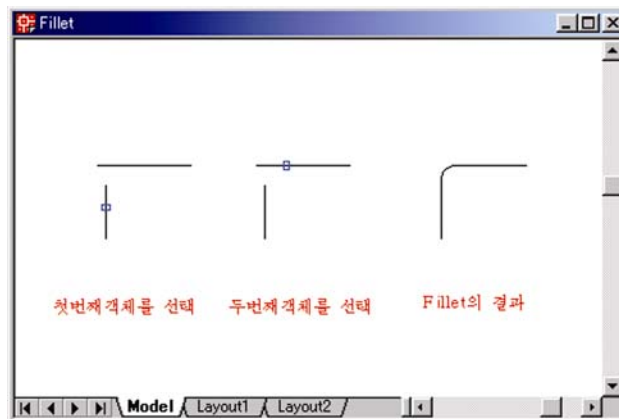 Fillet
첫번째객체를 선택
두번째객체를 선택
Fillet의 결과
Model
Layout1
Layout2